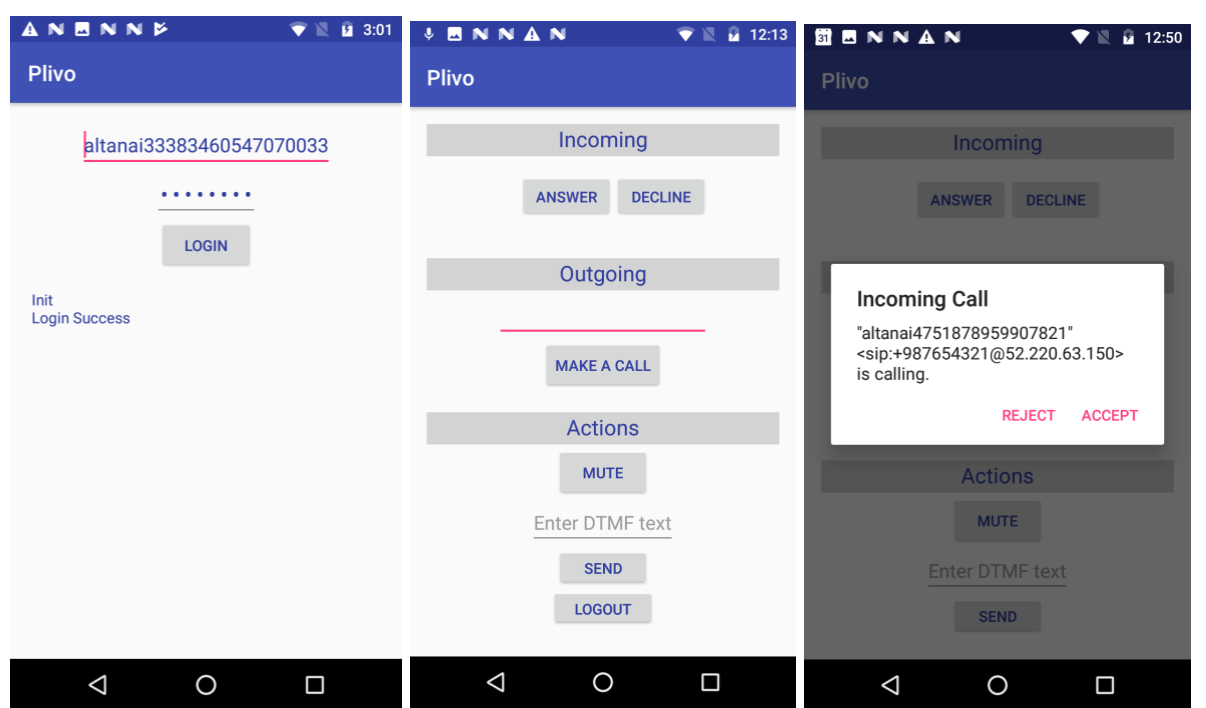 3:01
Plivo
altanai33383460547070033
LOGIN
Init
Login Success
12:13
Plivo
Incoming
ANSWER DECLINE
Outgoing
MAKE A CALL
Actions
MUTE
Enter DTMF text
SEND
LOGOUT
31 12:50
Plivo
Incoming
ANSWER DECLINE
Incoming Call
"altanai4751878959907821"
<sip:+987654321@52.220.63.150>
is calling.
REJECT ACCEPT
Actions
MUTE
Enter DTMF text
SEND